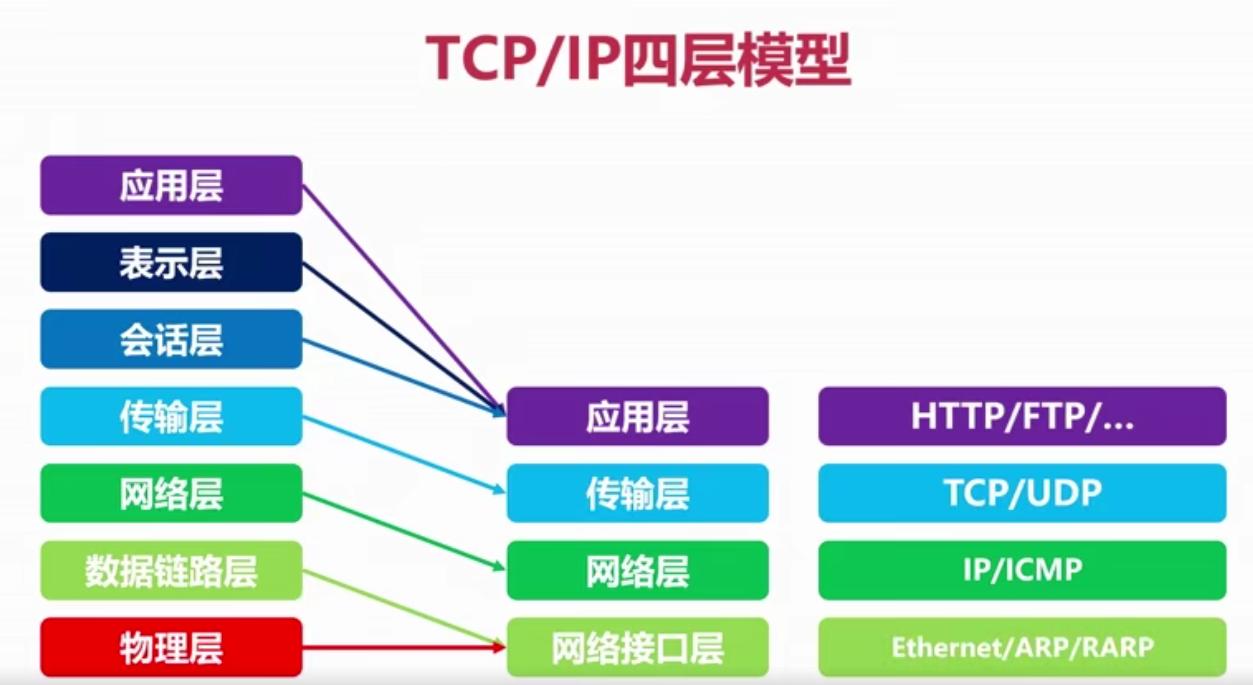 TCP/IP四层模型
应用层
表示层
会话层
传输层
网络层
数据链路层
物理层
应用层
传输层
网络层
网络接口层
HTTP/FTP/...
TCP/UDP
IP/ICMP
Ethernet/ARP/RARP